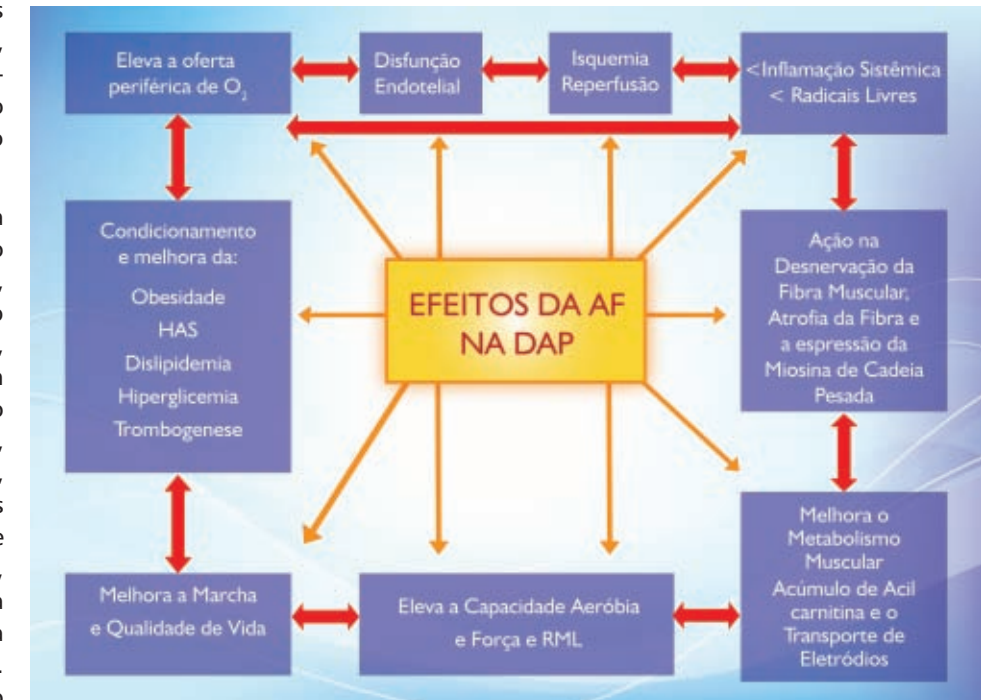 Eleva a oferta
periférica de O₂
Disfunção
Endotelial
Isquemia
Reperfusão
<Inflamação Sistêmica
< Radicais Livres
Condicionamento
e melhora da:
Obesidade
HAS
Dislipidemia
Hiperglicemia
Trombogenese
EFEITOS DA AF
NA DAP
Ação na
Desnervação da
Fibra Muscular,
Atrofia da Fibra e
a espressão da
Miosina de Cadeia
Pesada
Melhora a Marcha
e Qualidade de Vida
Eleva a Capacidade Aeróbia
e Força e RML
Melhora o
Metabolismo
Muscular
Acúmulo de Acil
carnitina e o
Transporte de
Eletródios